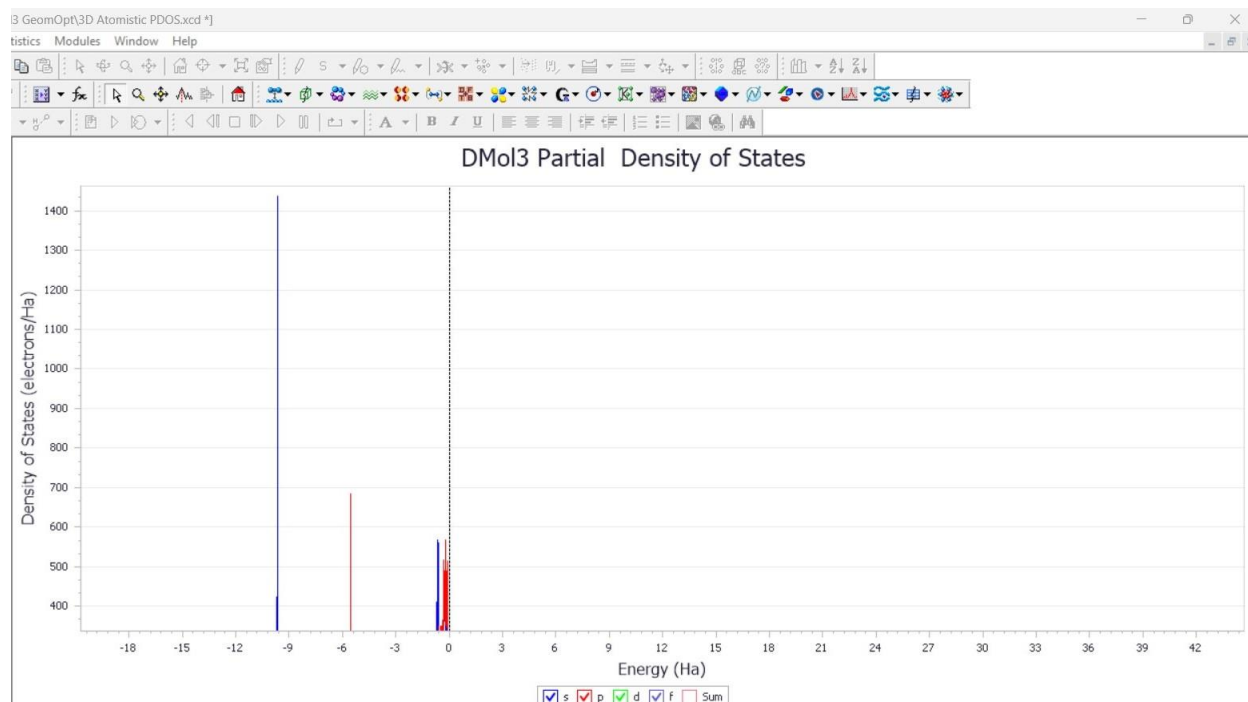 l3 GeomOpt\3D Atomistic PDOS.xcd *]
tistics Modules Window Help
DMol3 Partial Density of States
Density of States (electrons/Ha)
1400
1300
1200
1100
1000
900
800
700
600
500
400
-18 -15 -12 -9 -6 -3 0 3 6 9 12 15 18 21 24 27 30 33 36 39 42
Energy (Ha)
s p d f Sum